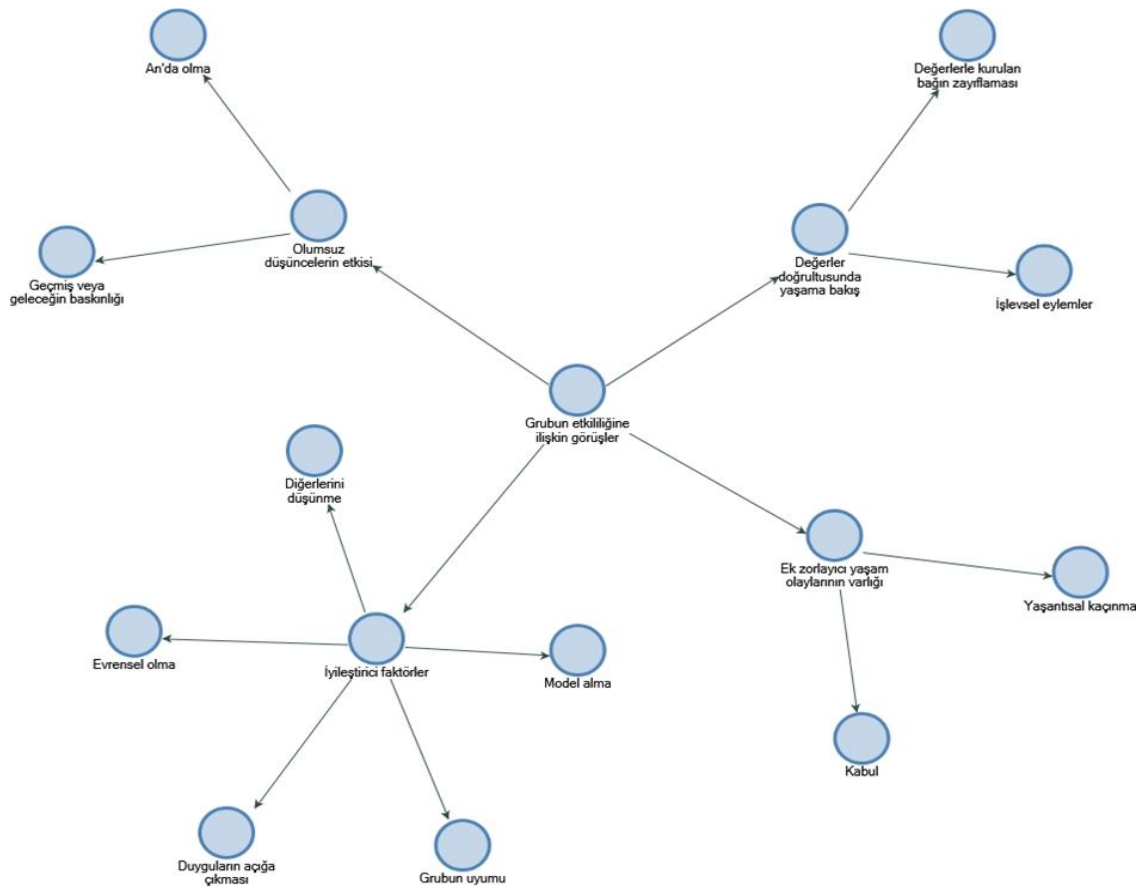 An'da olma
Değerlerle kurulan
bağın zayıflaması
Olumsuz
düşüncelerin etkisi
Geçmiş veya
geleceğin baskınlığı
Değerler
doğrultusunda
yaşama bakış
İşlevsel eylemler
Grubun etkililiğine
ilişkin görüşler
Diğerlerini
düşünme
Ek zorlayıcı yaşam
olaylarının varlığı
Yaşantısal kaçınma
Evrensel olma
İyileştirici faktörler
Model alma
Kabul
Duyguların açığa
çıkması
Grubun uyumu